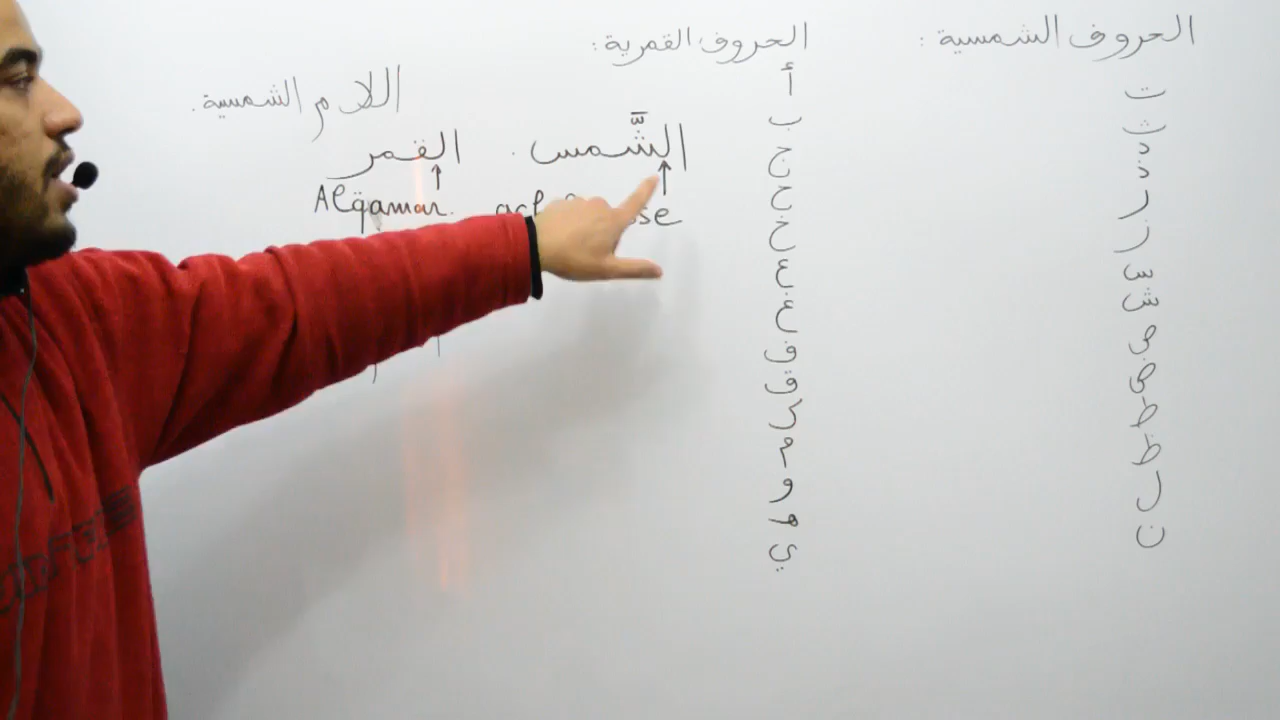 الحروف الشمسية :
ت
ث
د
ذ
ر
ز
س
ش
ص
ض
ط
ظ
ل
ن
الحروف القمرية :
أ
ب
ج
ح
خ
ع
غ
ف
ق
ك
م
و
ه
ي
اللام الشمسية .
الشَّمس . القمر
Alqamar.